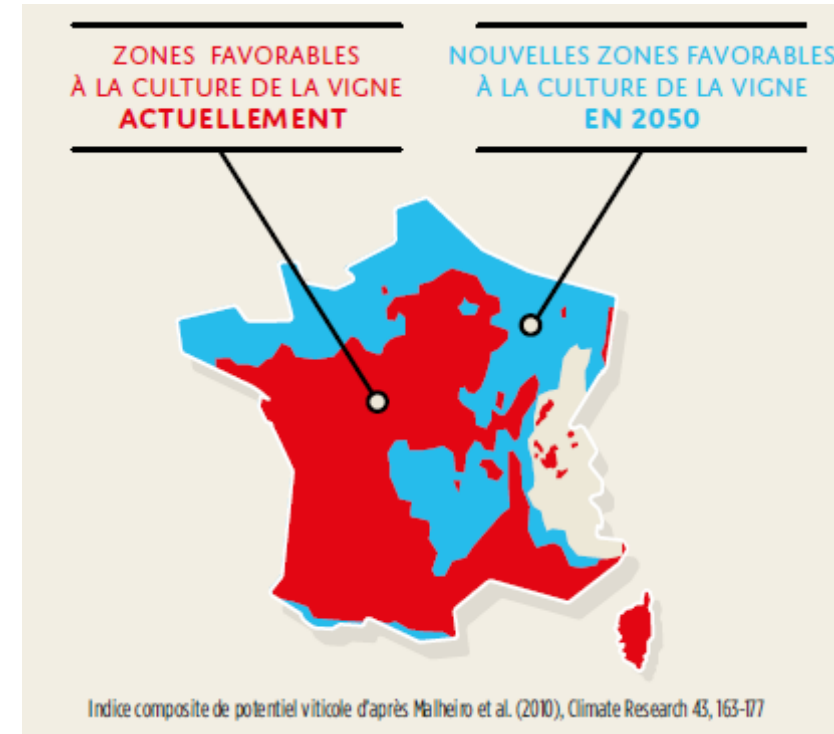 ZONES FAVORABLES
À LA CULTURE DE LA VIGNE
ACTUELLEMENT
NOUVELLES ZONES FAVORABLES
À LA CULTURE DE LA VIGNE
EN 2050
Indice composite de potentiel viticole d'après Malheiro et al. (2010), Climate Research 43, 163-177